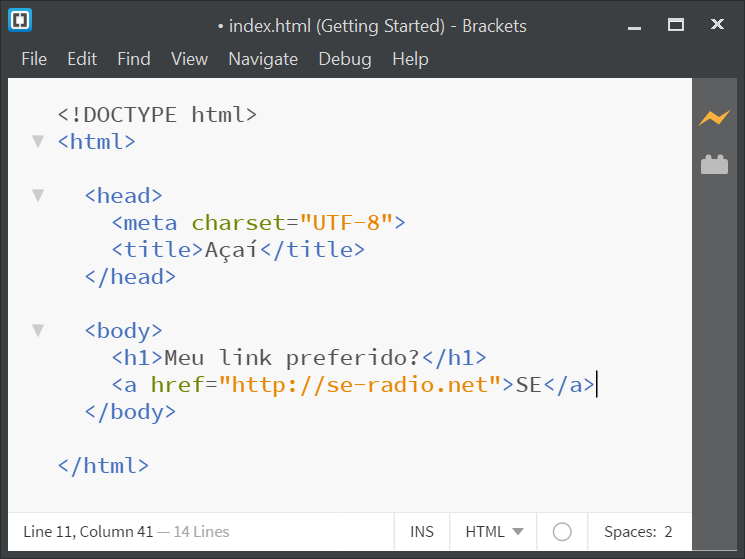 • index.html (Getting Started) - Brackets
File Edit Find View Navigate Debug Help
<!DOCTYPE html>
<html>
<head>
<meta charset="UTF-8">
<title>Açaí</title>
</head>
<body>
<h1>Meu link preferido?</h1>
<a href="http://se-radio.net">SE</a>
</body>
</html>
Line 11, Column 41 — 14 Lines INS HTML Spaces: 2